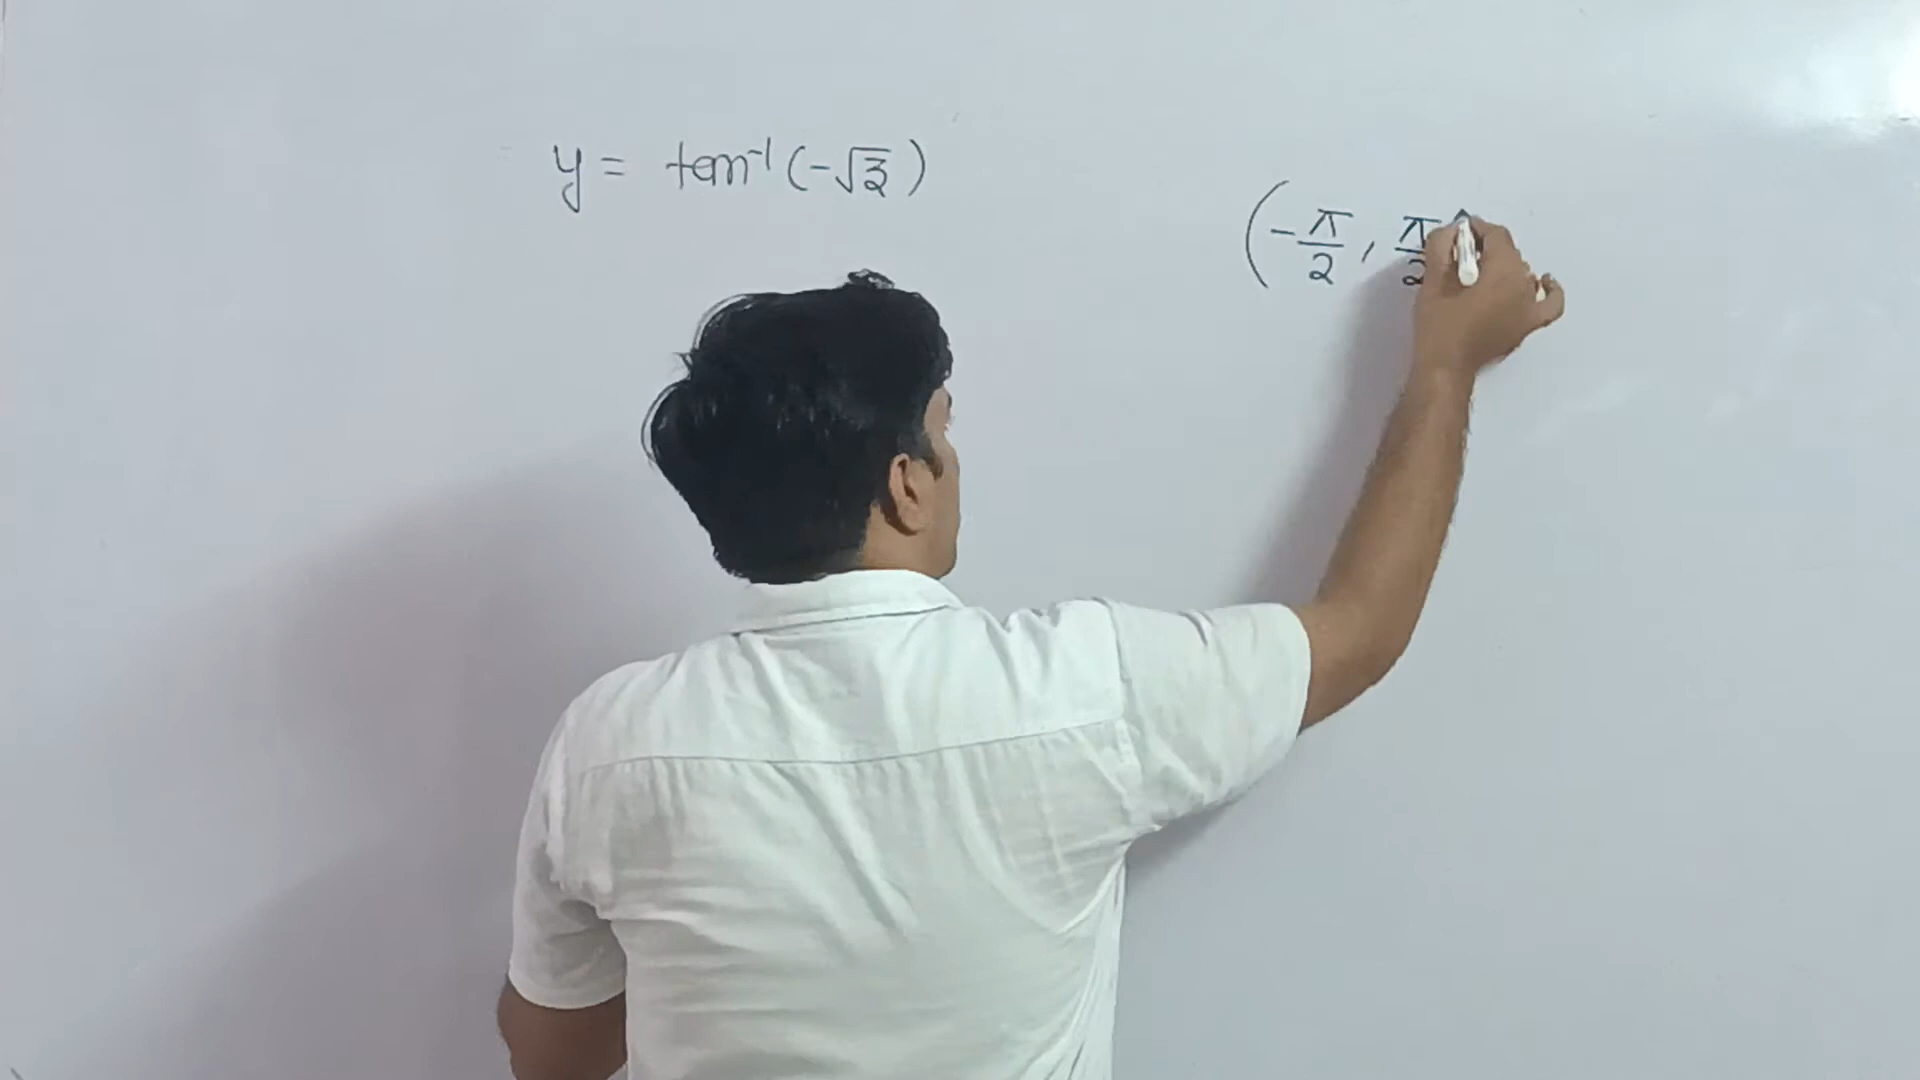 y = tan⁻¹(-√3)
(-π/2, π/2